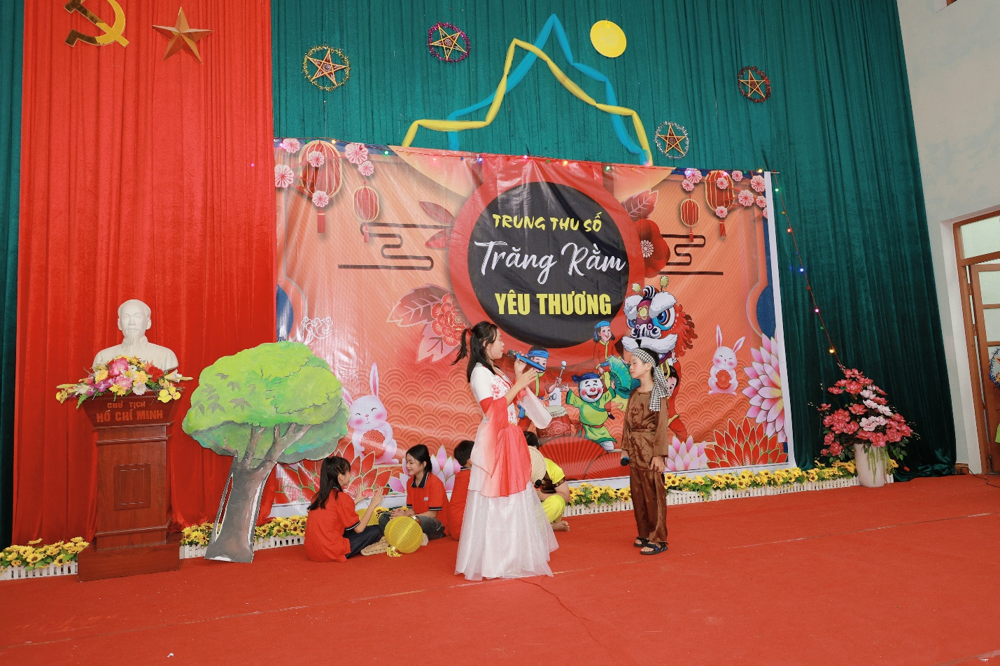 TRUNG THU SỐ
Trăng Rằm
YÊU THƯƠNG
CHỦ TỊCH
HỒ CHÍ MINH